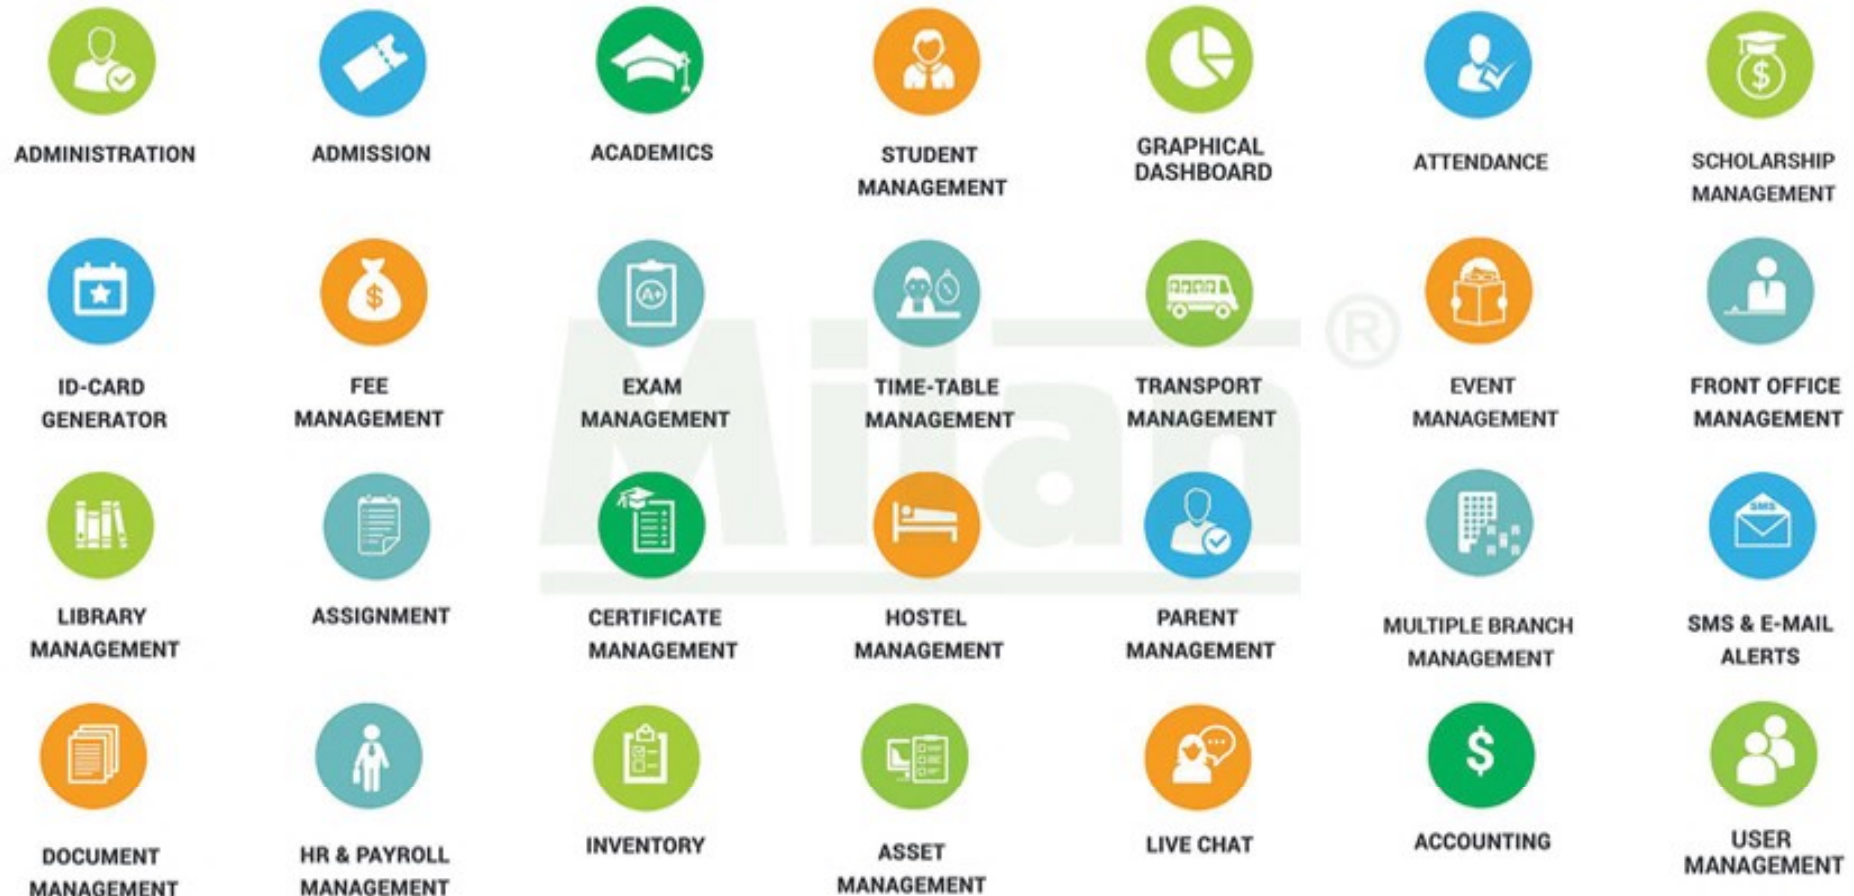 ADMINISTRATION
ADMISSION
ACADEMICS
STUDENT
MANAGEMENT
GRAPHICAL
DASHBOARD
ATTENDANCE
SCHOLARSHIP
MANAGEMENT
$
ID-CARD
GENERATOR
$
FEE
MANAGEMENT
A+
EXAM
MANAGEMENT
TIME-TABLE
MANAGEMENT
TRANSPORT
MANAGEMENT
EVENT
MANAGEMENT
FRONT OFFICE
MANAGEMENT
Milan®
LIBRARY
MANAGEMENT
ASSIGNMENT
CERTIFICATE
MANAGEMENT
HOSTEL
MANAGEMENT
PARENT
MANAGEMENT
MULTIPLE BRANCH
MANAGEMENT
SMS
SMS & E-MAIL
ALERTS
DOCUMENT
MANAGEMENT
HR & PAYROLL
MANAGEMENT
INVENTORY
ASSET
MANAGEMENT
LIVE CHAT
$
ACCOUNTING
USER
MANAGEMENT